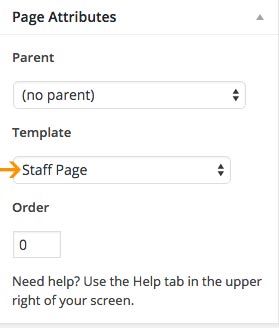 Page Attributes
Parent
(no parent)
Template
Staff Page
Order
0
Need help? Use the Help tab in the upper
right of your screen.